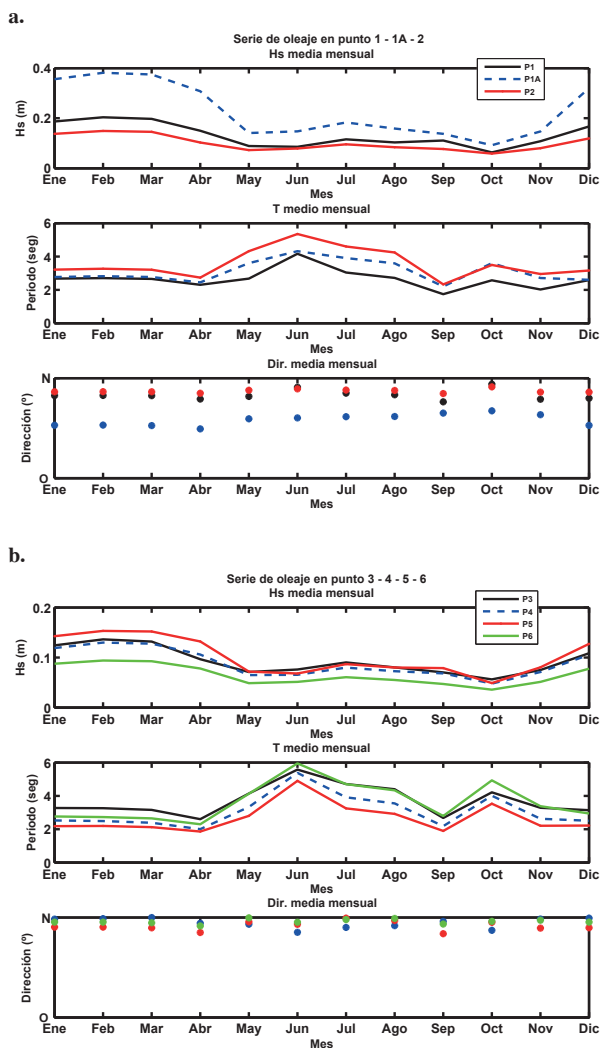 a.
Serie de oleaje en punto 1 - 1A - 2
Hs media mensual
P1
P1A
P2
Hs (m)
0.4
0.2
0
Ene Feb Mar Abr May Jun Jul Ago Sep Oct Nov Dic
Mes
T medio mensual
Período (seg)
6
4
2
0
Ene Feb Mar Abr May Jun Jul Ago Sep Oct Nov Dic
Mes
Dir. media mensual
Dirección (º)
N
O
Ene Feb Mar Abr May Jun Jul Ago Sep Oct Nov Dic
Mes
b.
Serie de oleaje en punto 3 - 4 - 5 - 6
Hs media mensual
P3
P4
P5
P6
Hs (m)
0.2
0.1
0
Ene Feb Mar Abr May Jun Jul Ago Sep Oct Nov Dic
Mes
T medio mensual
Período (seg)
6
4
2
0
Ene Feb Mar Abr May Jun Jul Ago Sep Oct Nov Dic
Mes
Dir. media mensual
Dirección (º)
N
O
Ene Feb Mar Abr May Jun Jul Ago Sep Oct Nov Dic
Mes